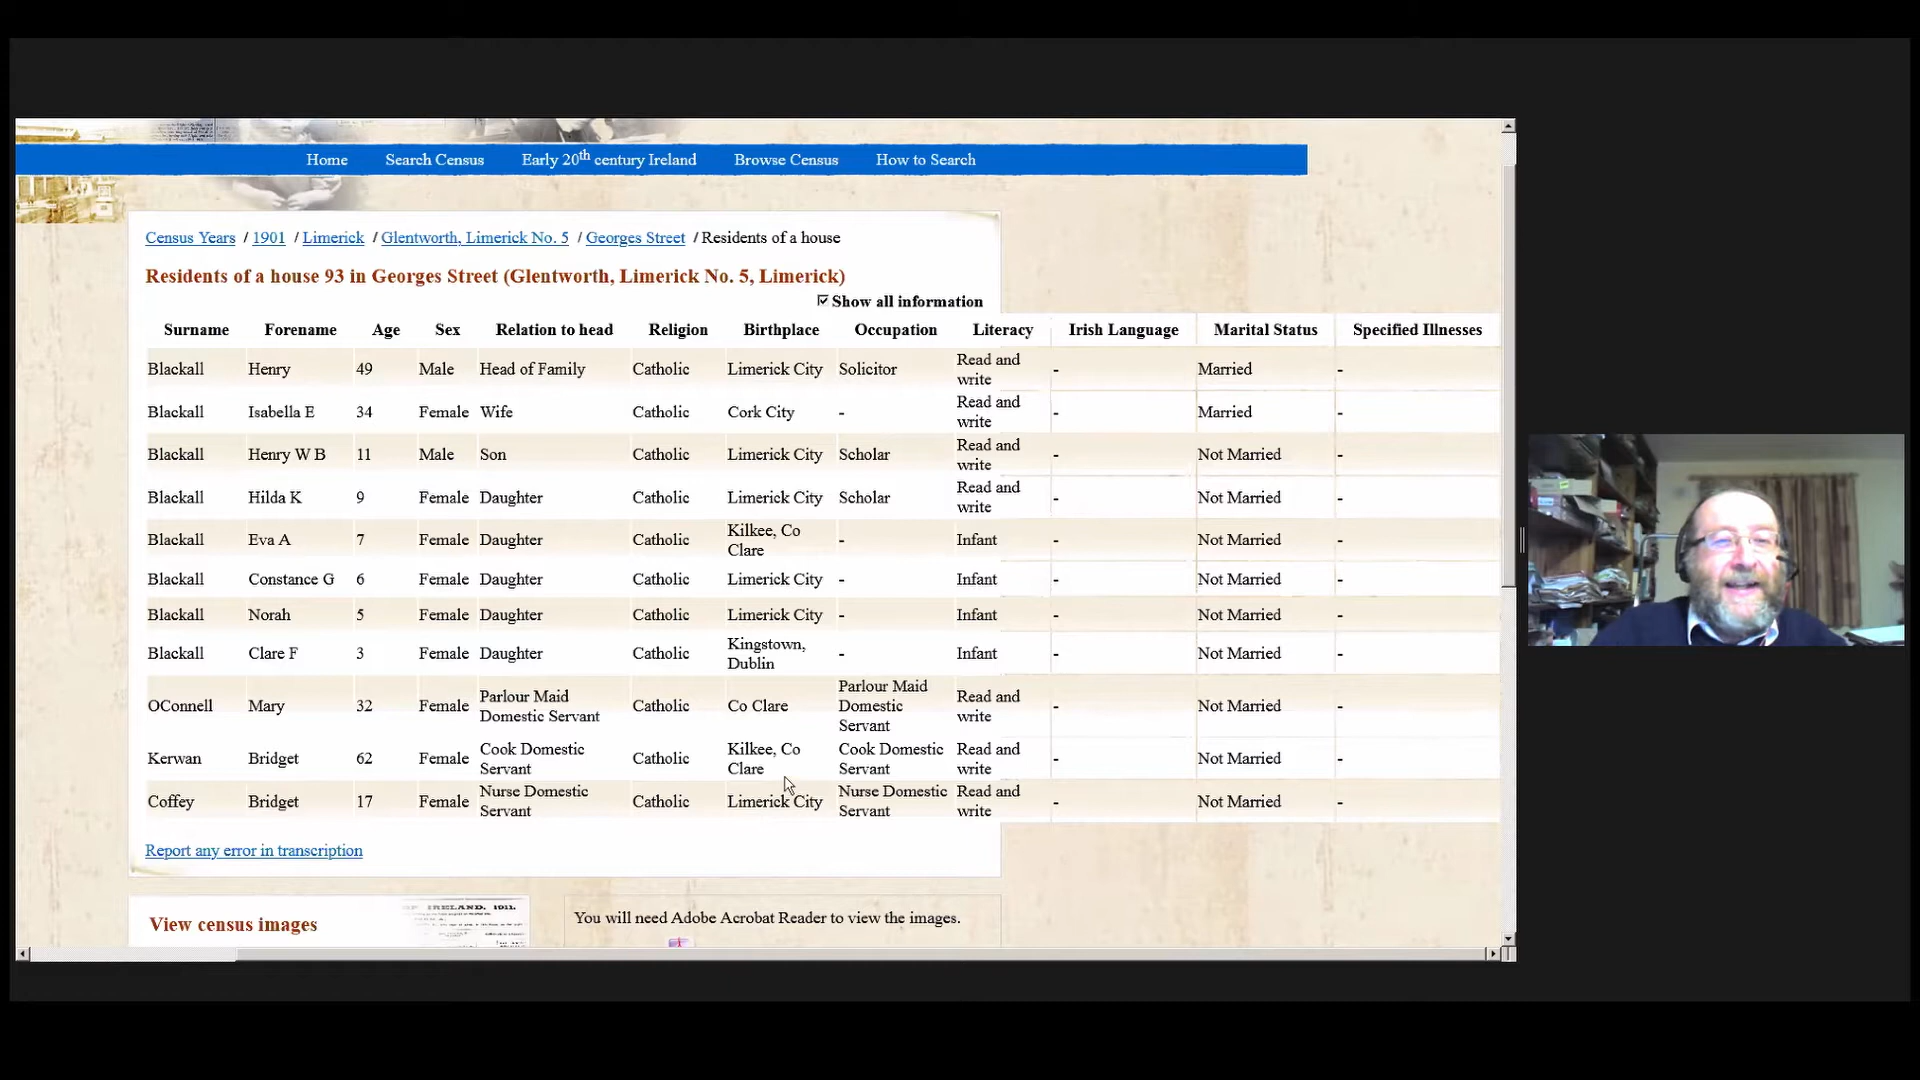 Home Search Census Early 20th century Ireland Browse Census How to Search
Census Years / 1901 / Limerick / Glentworth, Limerick No. 5 / Georges Street / Residents of a house
Residents of a house 93 in Georges Street (Glentworth, Limerick No. 5, Limerick)
Show all information
Surname Forename Age Sex Relation to head Religion Birthplace Occupation Literacy Irish Language Marital Status Specified Illnesses
Blackall Henry 49 Male Head of Family Catholic Limerick City Solicitor Read and write - Married -
Blackall Isabella E 34 Female Wife Catholic Cork City - Read and write - Married -
Blackall Henry W B 11 Male Son Catholic Limerick City Scholar Read and write - Not Married -
Blackall Hilda K 9 Female Daughter Catholic Limerick City Scholar Read and write - Not Married -
Blackall Eva A 7 Female Daughter Catholic Kilkee, Co Clare - Infant - Not Married -
Blackall Constance G 6 Female Daughter Catholic Limerick City - Infant - Not Married -
Blackall Norah 5 Female Daughter Catholic Limerick City - Infant - Not Married -
Blackall Clare F 3 Female Daughter Catholic Kingstown, Dublin - Infant - Not Married -
OConnell Mary 32 Female Parlour Maid Domestic Servant Catholic Co Clare Parlour Maid Domestic Servant Read and write - Not Married -
Kerwan Bridget 62 Female Cook Domestic Servant Catholic Kilkee, Co Clare Cook Domestic Servant Read and write - Not Married -
Coffey Bridget 17 Female Nurse Domestic Servant Catholic Limerick City Nurse Domestic Servant Read and write - Not Married -
Report any error in transcription
View census images
IRELAND, 1911.
You will need Adobe Acrobat Reader to view the images.